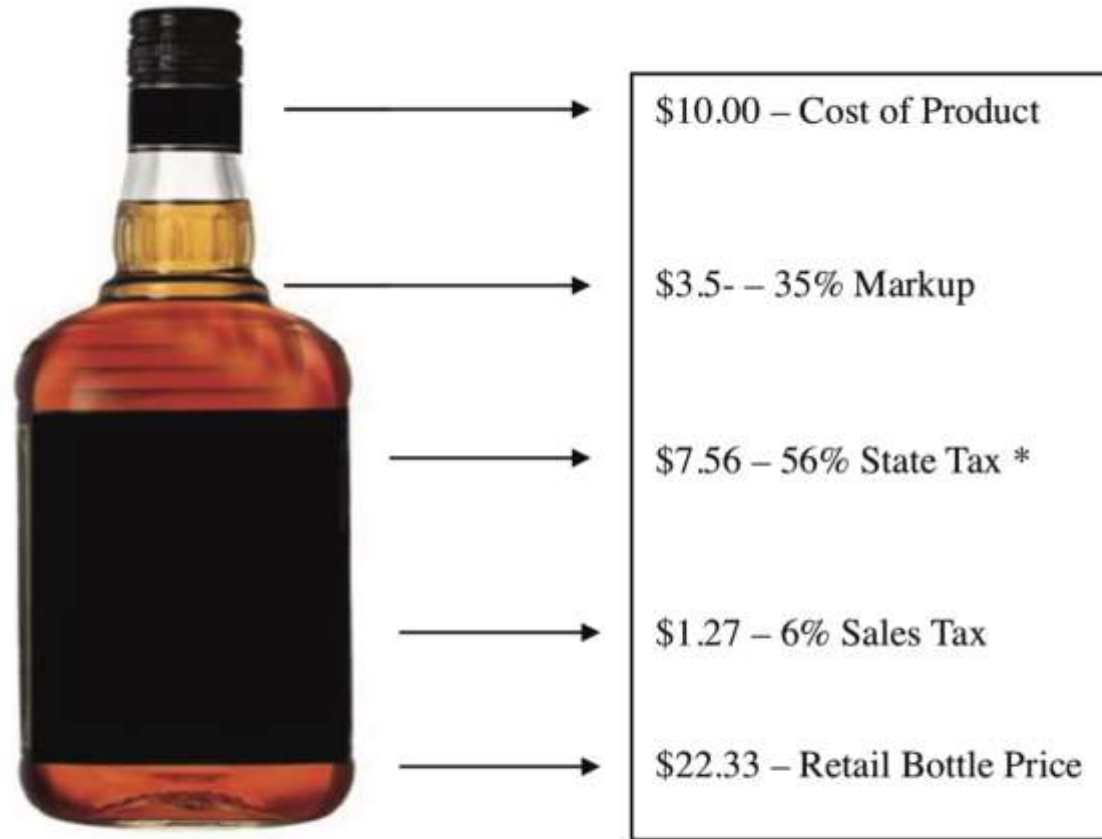 $10.00 – Cost of Product
$3.5- – 35% Markup
$7.56 – 56% State Tax *
$1.27 – 6% Sales Tax
$22.33 – Retail Bottle Price